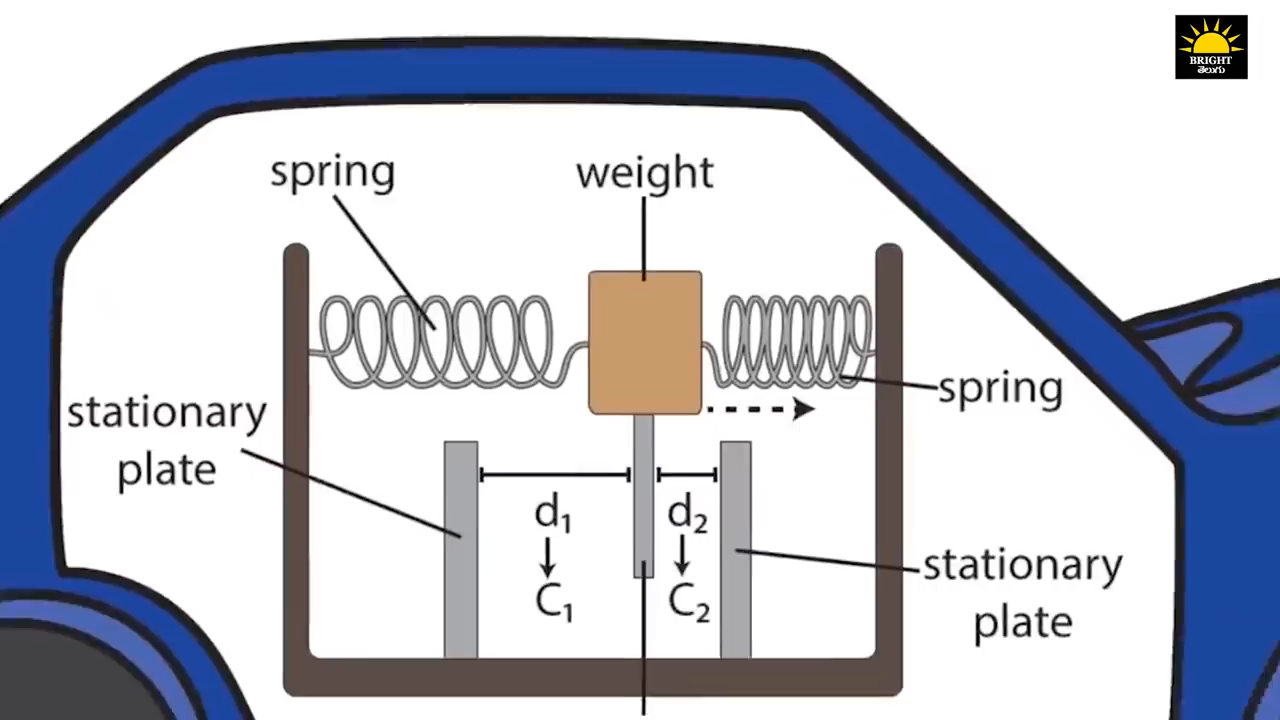 BRIGHT
తెలుగు
spring
weight
spring
stationary
plate
d₁
d₂
C₁
C₂
stationary
plate